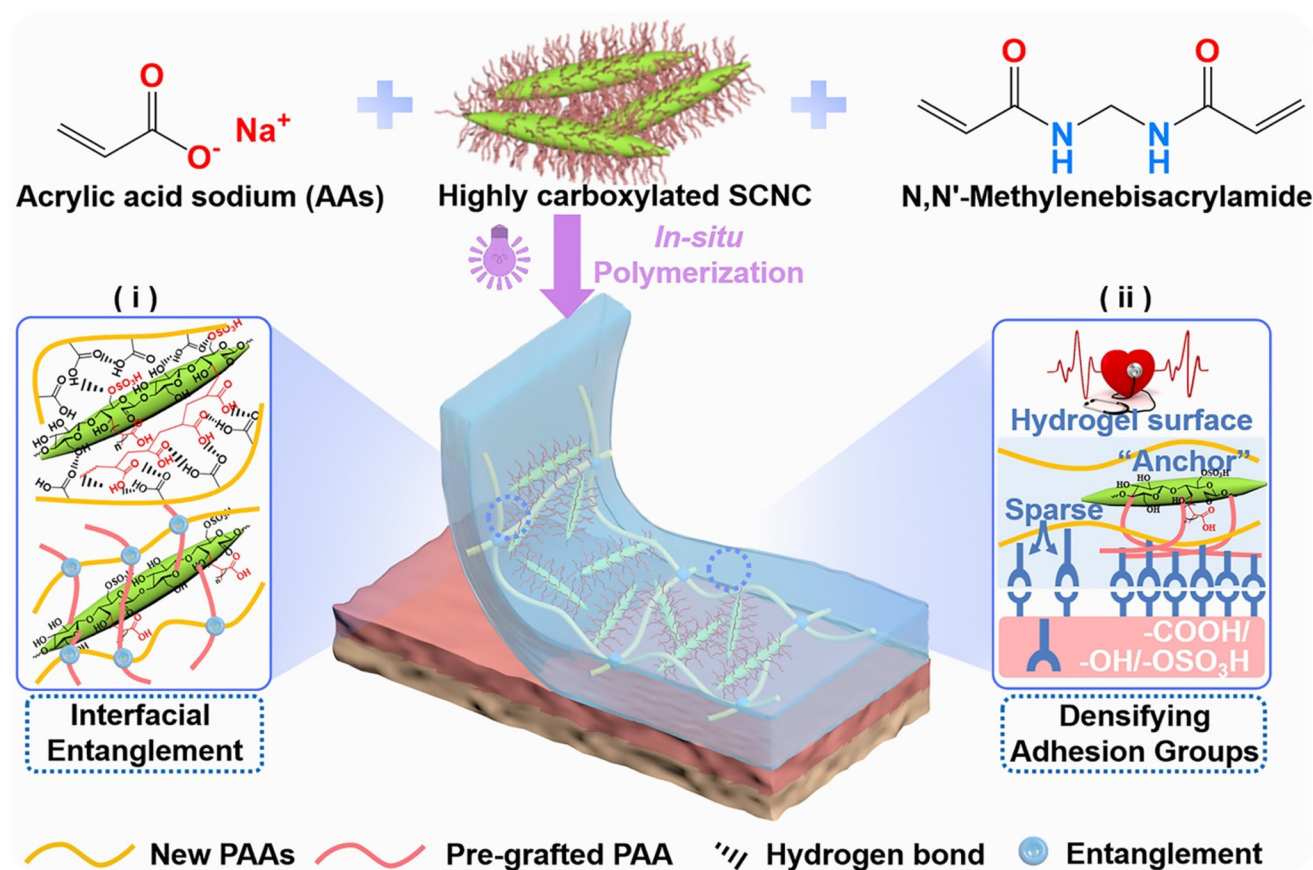 O
O⁻ Na⁺
Acrylic acid sodium (AAs)
Highly carboxylated SCNC
O O
N N
H H
N,N'-Methylenebisacrylamide
In-situ
Polymerization
( i )
( ii )
Hydrogel surface
"Anchor"
Sparse
-COOH/
-OH/-OSO₃H
Interfacial
Entanglement
Densifying
Adhesion Groups
New PAAs
Pre-grafted PAA
Hydrogen bond
Entanglement